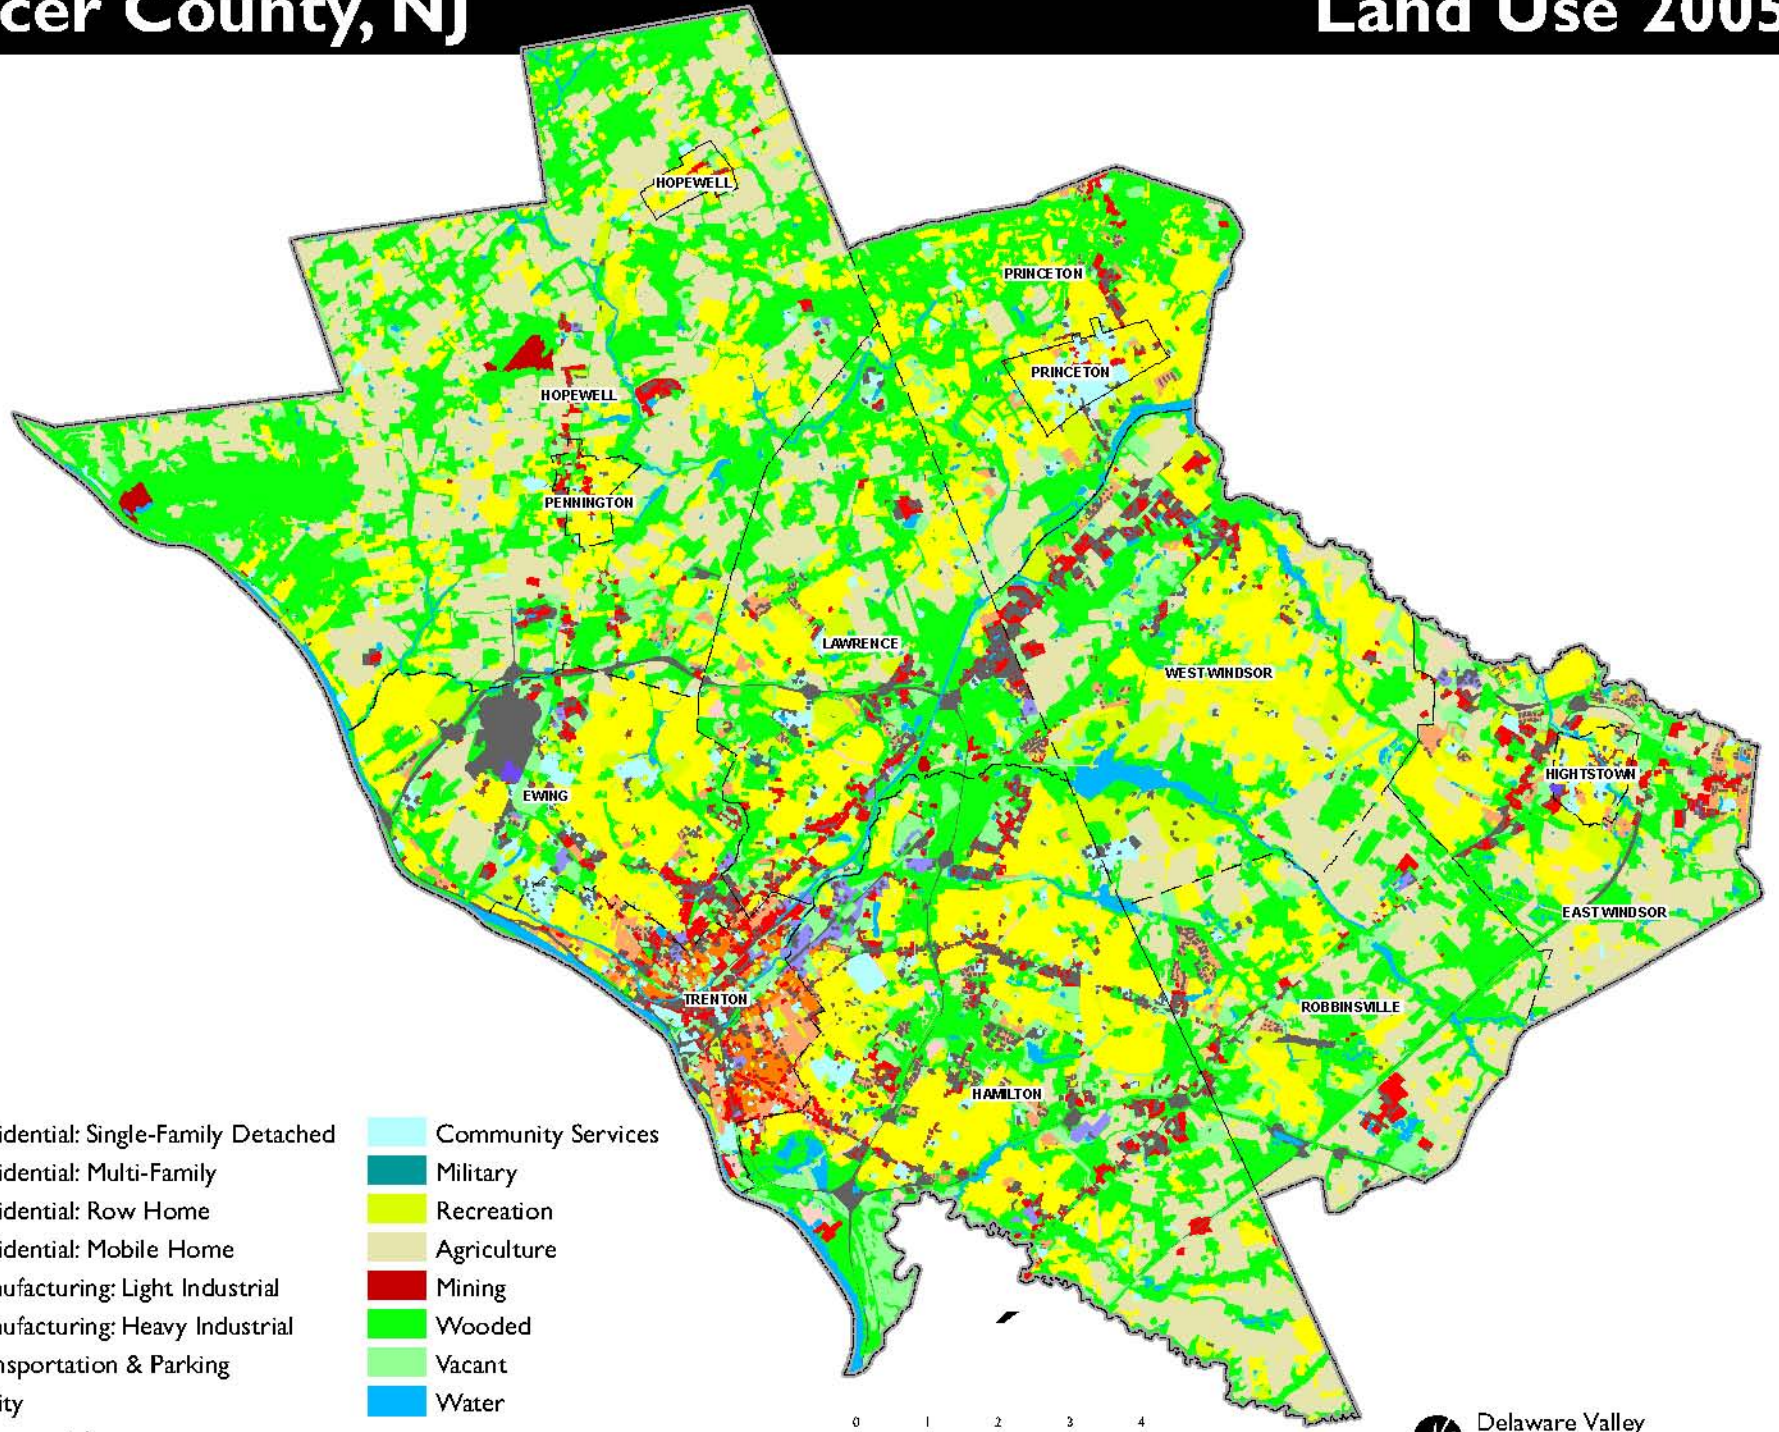 cer County, NJ
Land Use 2005
HOPEWELL
PRINCETON
PRINCETON
HOPEWELL
PENNINGTON
LAWRENCE
WEST WINDSOR
EWING
HIGHTSTOWN
EAST WINDSOR
TRENTON
ROBBINSVILLE
HAMILTON
idential: Single-Family Detached
idential: Multi-Family
idential: Row Home
idential: Mobile Home
ufacturing: Light Industrial
ufacturing: Heavy Industrial
nsportation & Parking
ity
Community Services
Military
Recreation
Agriculture
Mining
Wooded
Vacant
Water
0 1 2 3 4
Delaware Valley